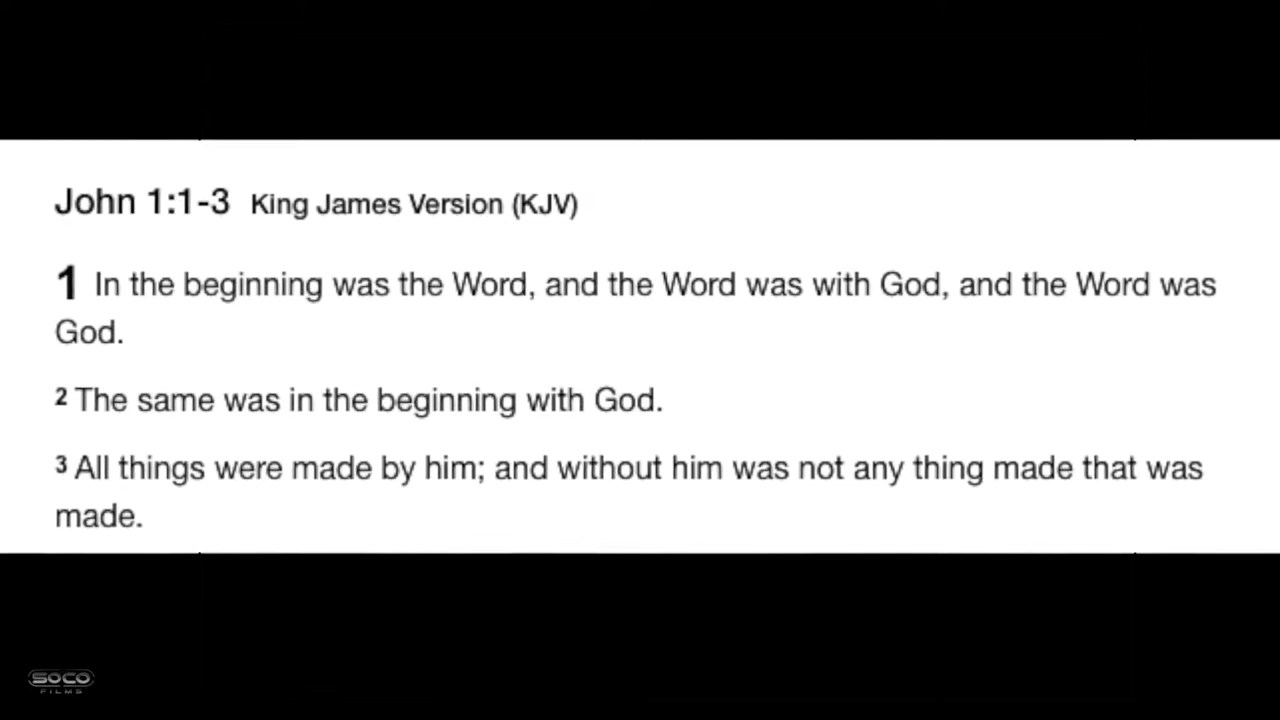 John 1:1-3 King James Version (KJV)
1 In the beginning was the Word, and the Word was with God, and the Word was
God.
2 The same was in the beginning with God.
3 All things were made by him; and without him was not any thing made that was
made.
SOCO
FILMS